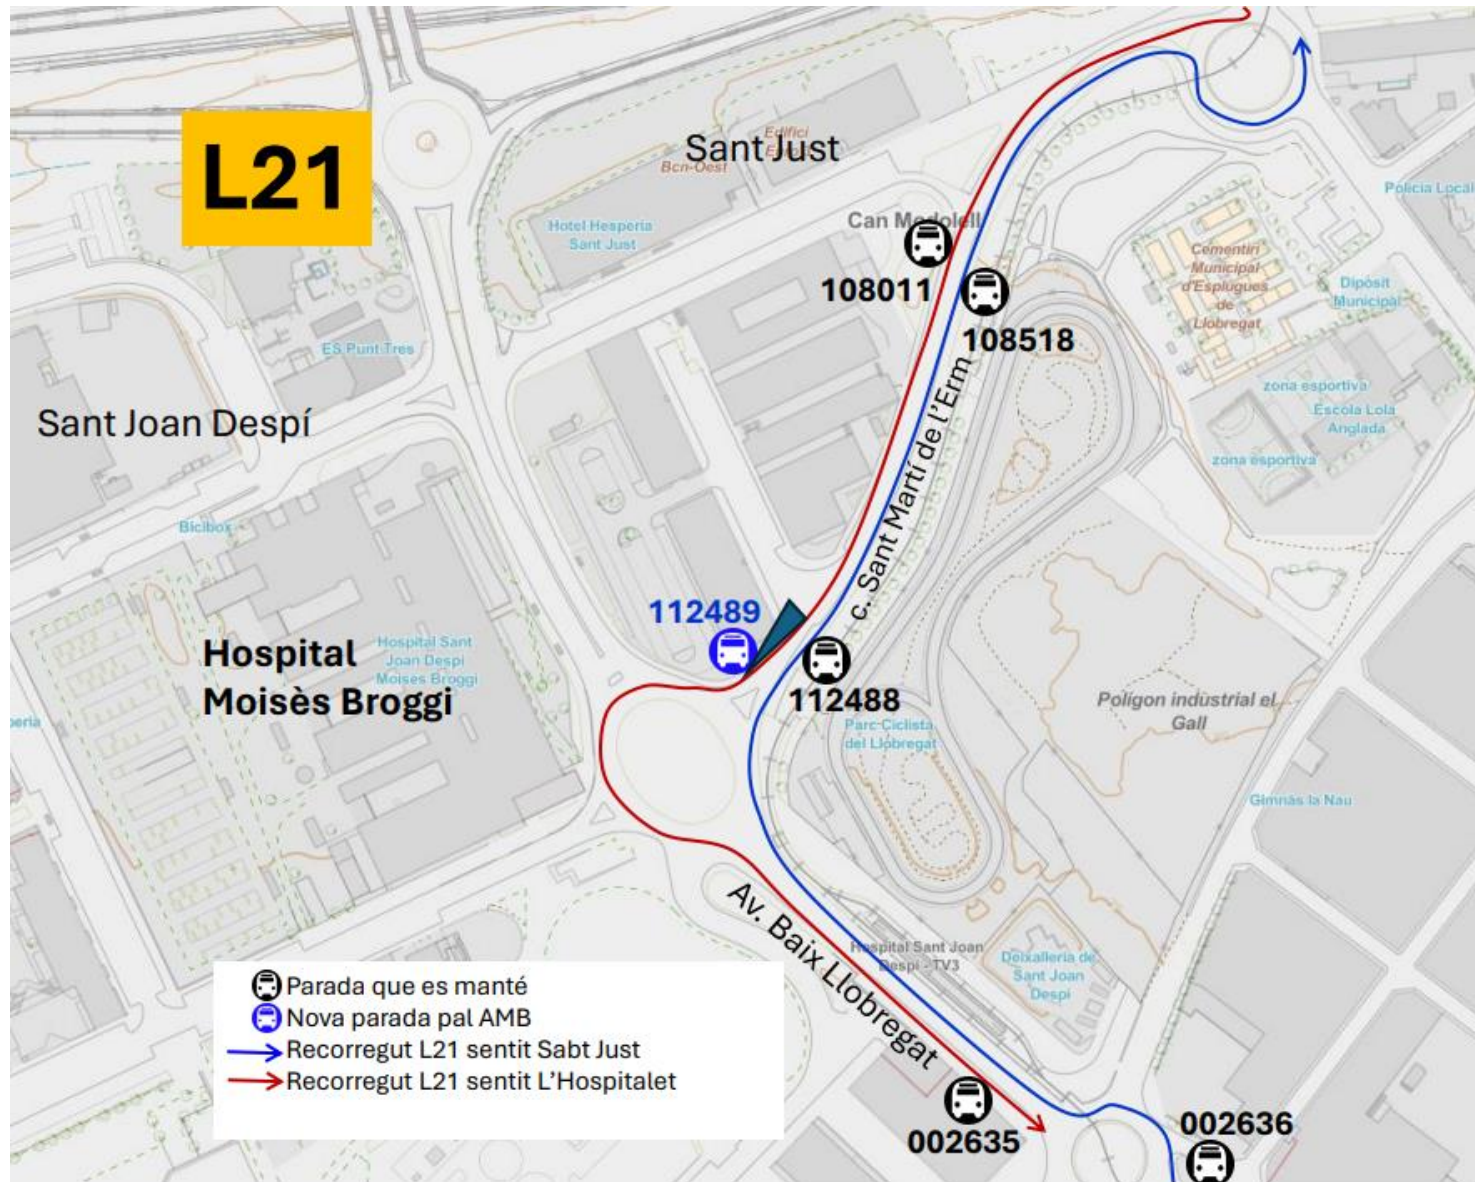 L21
Sant Just
Edifici
Bcn-Oest
Hotel Hesperia
Sant Just
Can Modolell
Policia Local
Cementiri
Municipal
d'Esplugues
de
Llobregat
Dipòsit
Municipal
108011
108518
ES Punt Tres
Sant Joan Despí
zona esportiva
Escola Lola
Anglada
zona esportiva
c. Sant Martí de l'Erm
Bicibox
112489
Hospital
Moisès Broggi
Hospital Sant
Joan Despí
Moisès Broggi
112488
Parc Ciclista
del Llobregat
Polígon industrial el
Gall
Gimnàs la Nau
Av. Baix Llobregat
Hospital Sant Joan
Despí - TV3
Deixalleria de
Sant Joan
Despí
Parada que es manté
Nova parada pal AMB
Recorregut L21 sentit Sabt Just
Recorregut L21 sentit L'Hospitalet
002635
002636